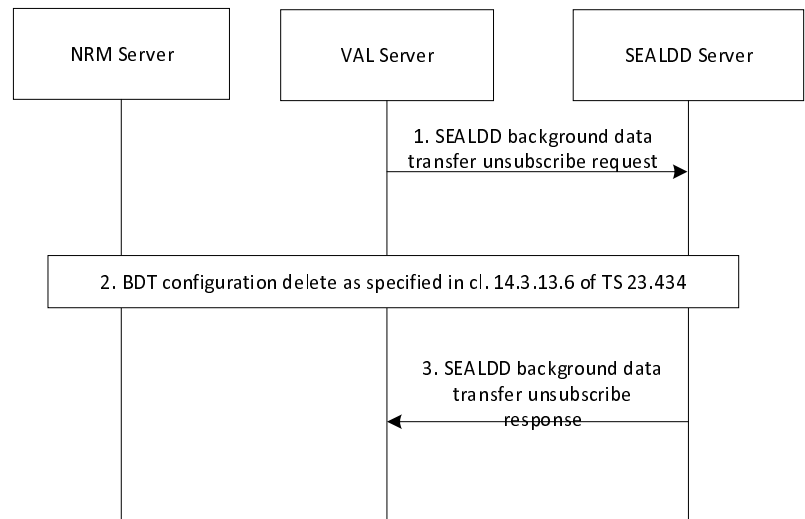 NRM Server
VAL Server
SEALDD Server
1. SEALDD background data
transfer unsubscribe request
2. BDT configuration delete as specified in cl. 14.3.13.6 of TS 23.434
3. SEALDD background data
transfer unsubscribe
response